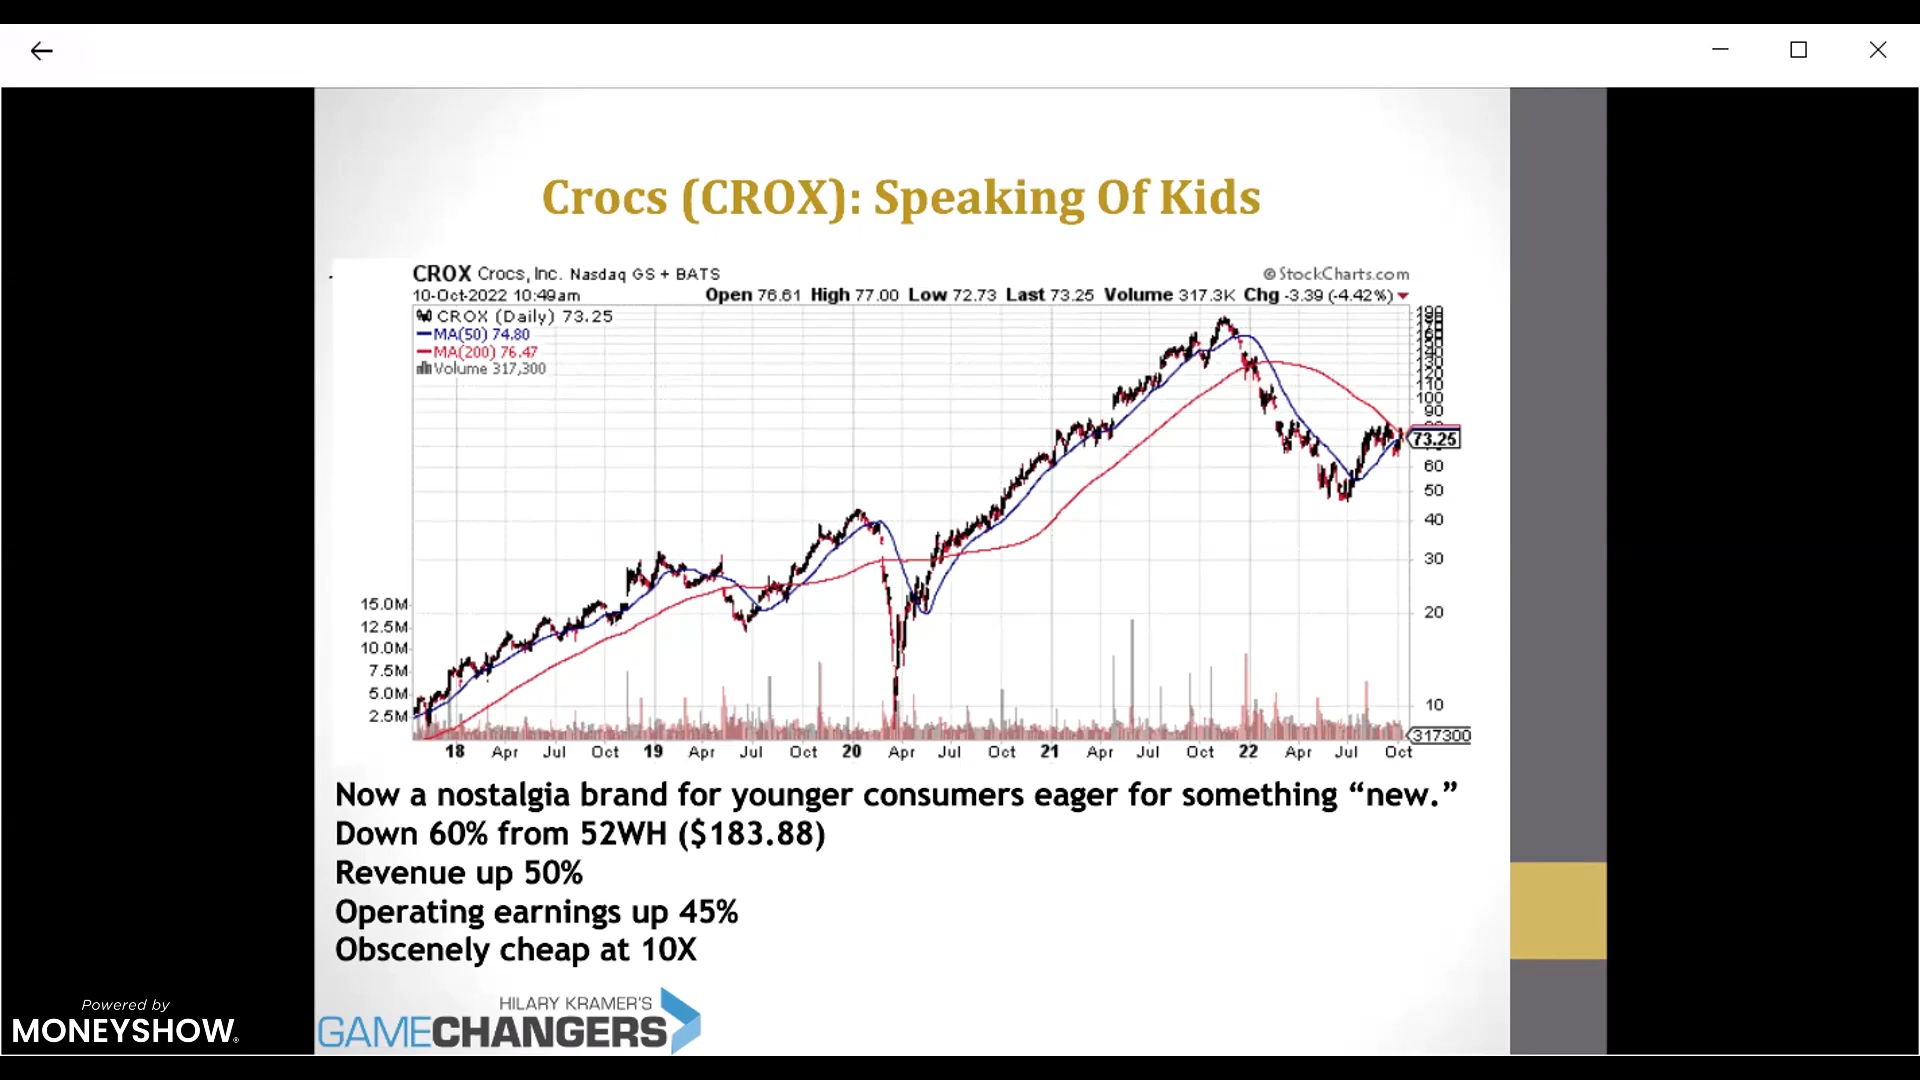 Crocs (CROX): Speaking Of Kids
CROX Crocs, Inc. Nasdaq GS + BATS
© StockCharts.com
10-Oct-2022 10:49am
Open 76.61 High 77.00 Low 72.73 Last 73.25 Volume 317.3K Chg -3.39 (-4.42%)
CROX (Daily) 73.25
MA(50) 74.80
MA(200) 76.47
Volume 317,300
110
100
90
73.25
60
50
40
30
20
10
317300
15.0M
12.5M
10.0M
7.5M
5.0M
2.5M
18 Apr Jul Oct 19 Apr Jul Oct 20 Apr Jul Oct 21 Apr Jul Oct 22 Apr Jul Oct
Now a nostalgia brand for younger consumers eager for something “new.”
Down 60% from 52WH ($183.88)
Revenue up 50%
Operating earnings up 45%
Obscenely cheap at 10X
HILARY KRAMER'S
GAMECHANGERS
Powered by
MONEYSHOW.